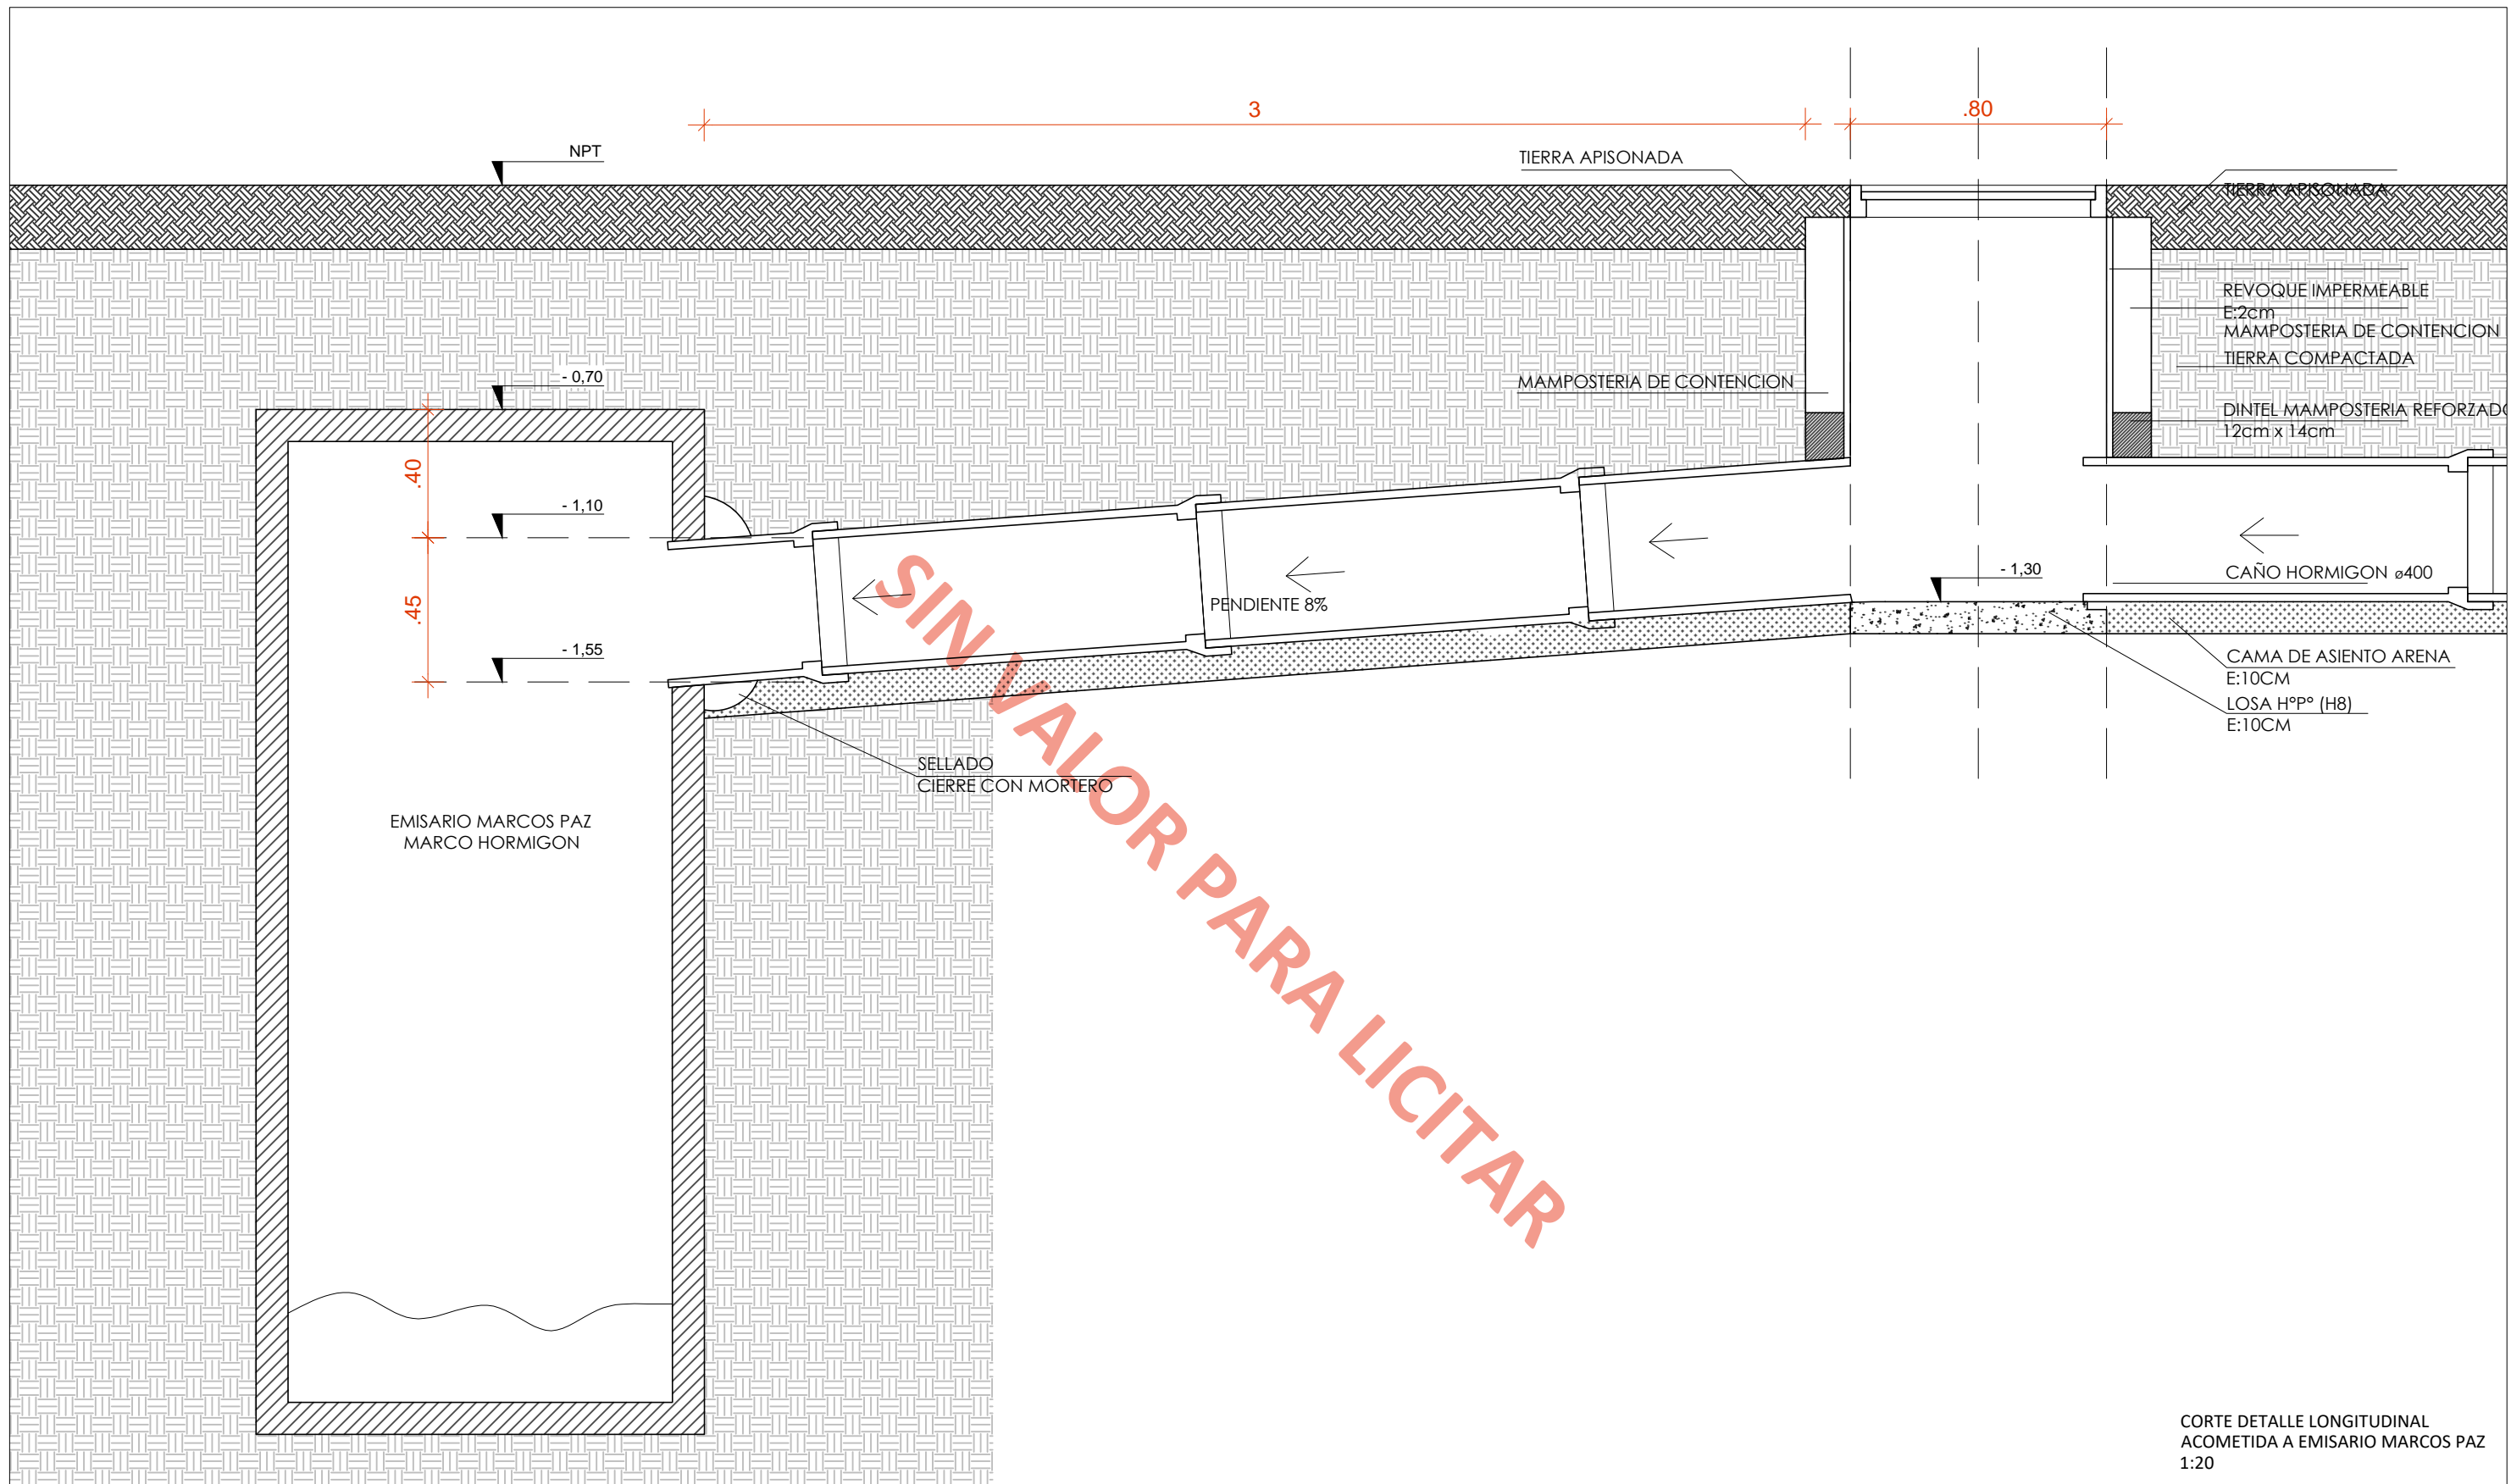 3
.80
NPT
TIERRA APISONADA
TIERRA APISONADA
REVOQUE IMPERMEABLE
E:2cm
MAMPOSTERIA DE CONTENCION
TIERRA COMPACTADA
- 0,70
MAMPOSTERIA DE CONTENCION
DINTEL MAMPOSTERIA REFORZADO
12cm x 14cm
.40
- 1,10
- 1,30
CAÑO HORMIGON ø400
.45
PENDIENTE 8%
- 1,55
CAMA DE ASIENTO ARENA
E:10CM
LOSA HºPº (H8)
E:10CM
SELLADO
CIERRE CON MORTERO
EMISARIO MARCOS PAZ
MARCO HORMIGON
SIN VALOR PARA LICITAR
CORTE DETALLE LONGITUDINAL
ACOMETIDA A EMISARIO MARCOS PAZ
1:20